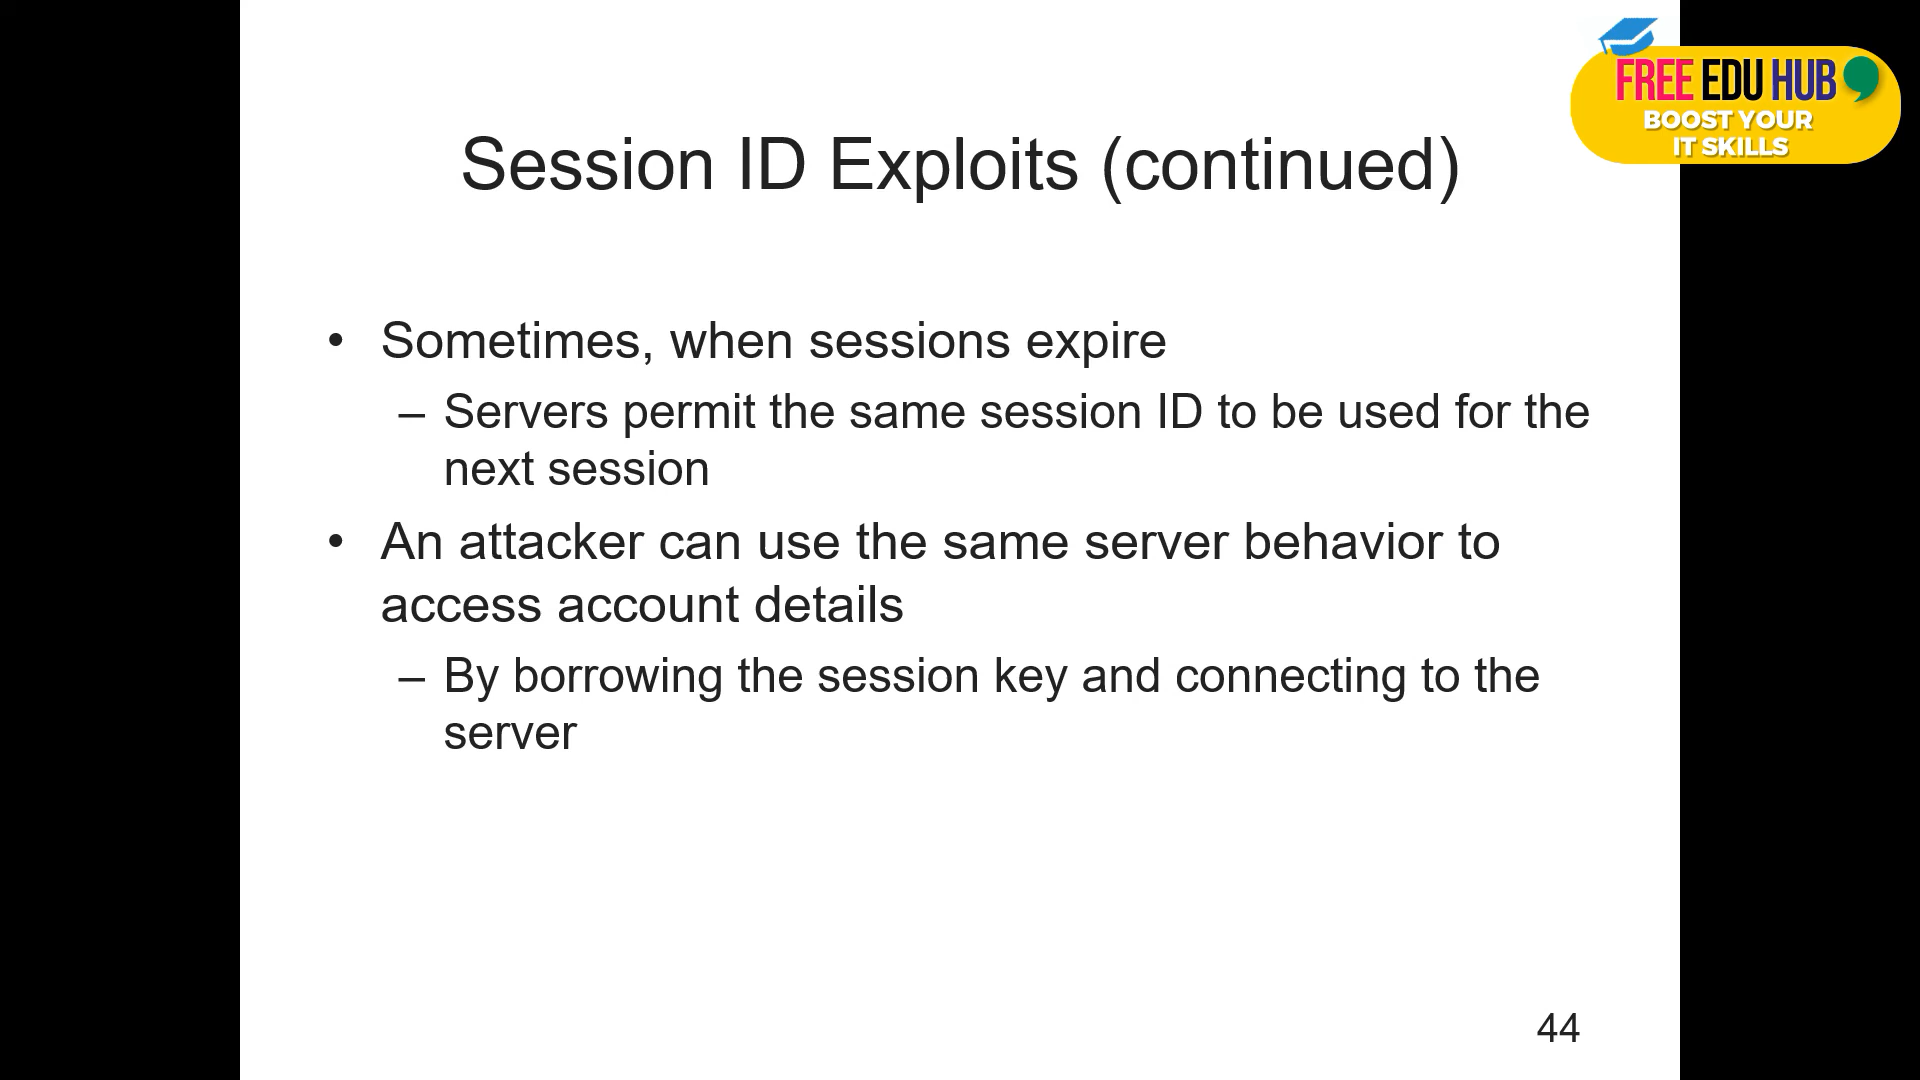 FREE EDU HUB
BOOST YOUR
IT SKILLS
Session ID Exploits (continued)
• Sometimes, when sessions expire
– Servers permit the same session ID to be used for the
next session
• An attacker can use the same server behavior to
access account details
– By borrowing the session key and connecting to the
server
44